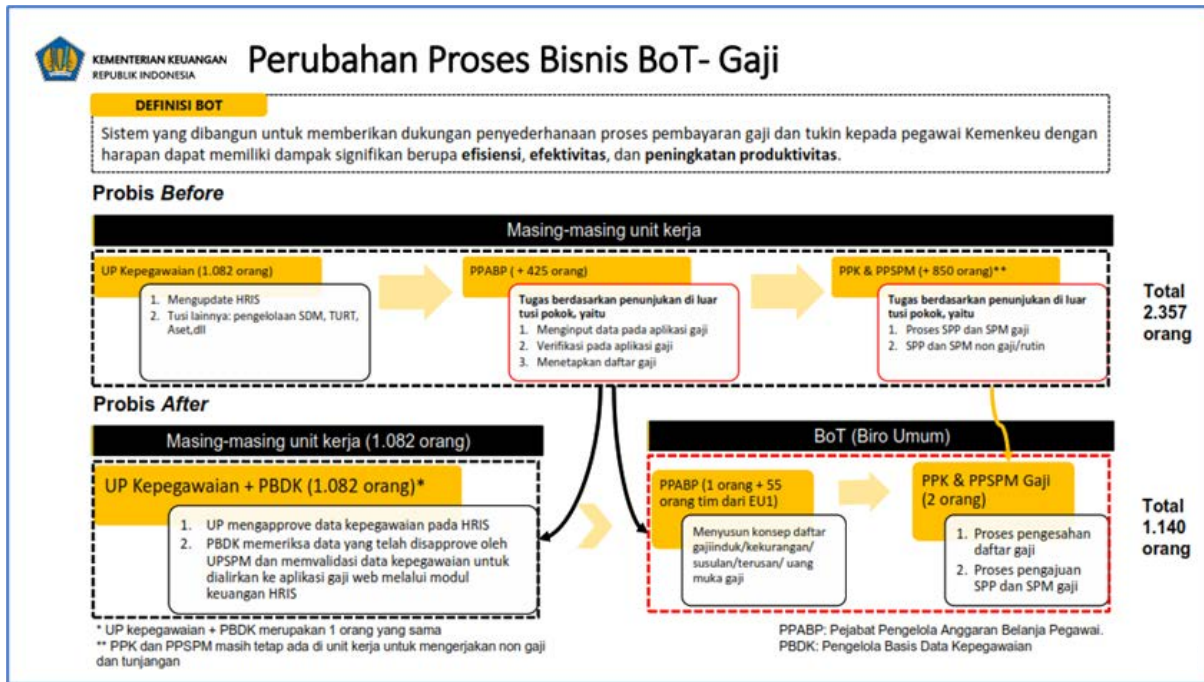 KEMENTERIAN KEUANGAN
REPUBLIK INDONESIA
Perubahan Proses Bisnis BoT- Gaji
DEFINISI BOT
Sistem yang dibangun untuk memberikan dukungan penyederhanaan proses pembayaran gaji dan tukin kepada pegawai Kemenkeu dengan
harapan dapat memiliki dampak signifikan berupa efisiensi, efektivitas, dan peningkatan produktivitas.
Probis Before
Masing-masing unit kerja
UP Kepegawaian (1.082 orang)
1. Mengupdate HRIS
2. Tusi lainnya: pengelolaan SDM, TURT,
Aset,dll
PPABP ( + 425 orang)
Tugas berdasarkan penunjukan di luar
tusi pokok, yaitu
1. Menginput data pada aplikasi gaji
2. Verifikasi pada aplikasi gaji
3. Menetapkan daftar gaji
PPK & PPSPM (+ 850 orang)**
Tugas berdasarkan penunjukan di luar
tusi pokok, yaitu
1. Proses SPP dan SPM gaji
2. SPP dan SPM non gaji/rutin
Total
2.357
orang
Probis After
Masing-masing unit kerja (1.082 orang)
UP Kepegawaian + PBDK (1.082 orang)*
1. UP mengapprove data kepegawaian pada HRIS
2. PBDK memeriksa data yang telah disapprove oleh
UPSPM dan memvalidasi data kepegawaian untuk
dialirkan ke aplikasi gaji web melalui modul
keuangan HRIS
BoT (Biro Umum)
PPABP (1 orang + 55
orang tim dari EU1)
Menyusun konsep daftar
gajiinduk/kekurangan/
susulan/terusan/ uang
muka gaji
PPK & PPSPM Gaji
(2 orang)
1. Proses pengesahan
daftar gaji
2. Proses pengajuan
SPP dan SPM gaji
Total
1.140
orang
* UP kepegawaian + PBDK merupakan 1 orang yang sama
** PPK dan PPSPM masih tetap ada di unit kerja untuk mengerjakan non gaji
dan tunjangan
PPABP: Pejabat Pengelola Anggaran Belanja Pegawai.
PBDK: Pengelola Basis Data Kepegawaian